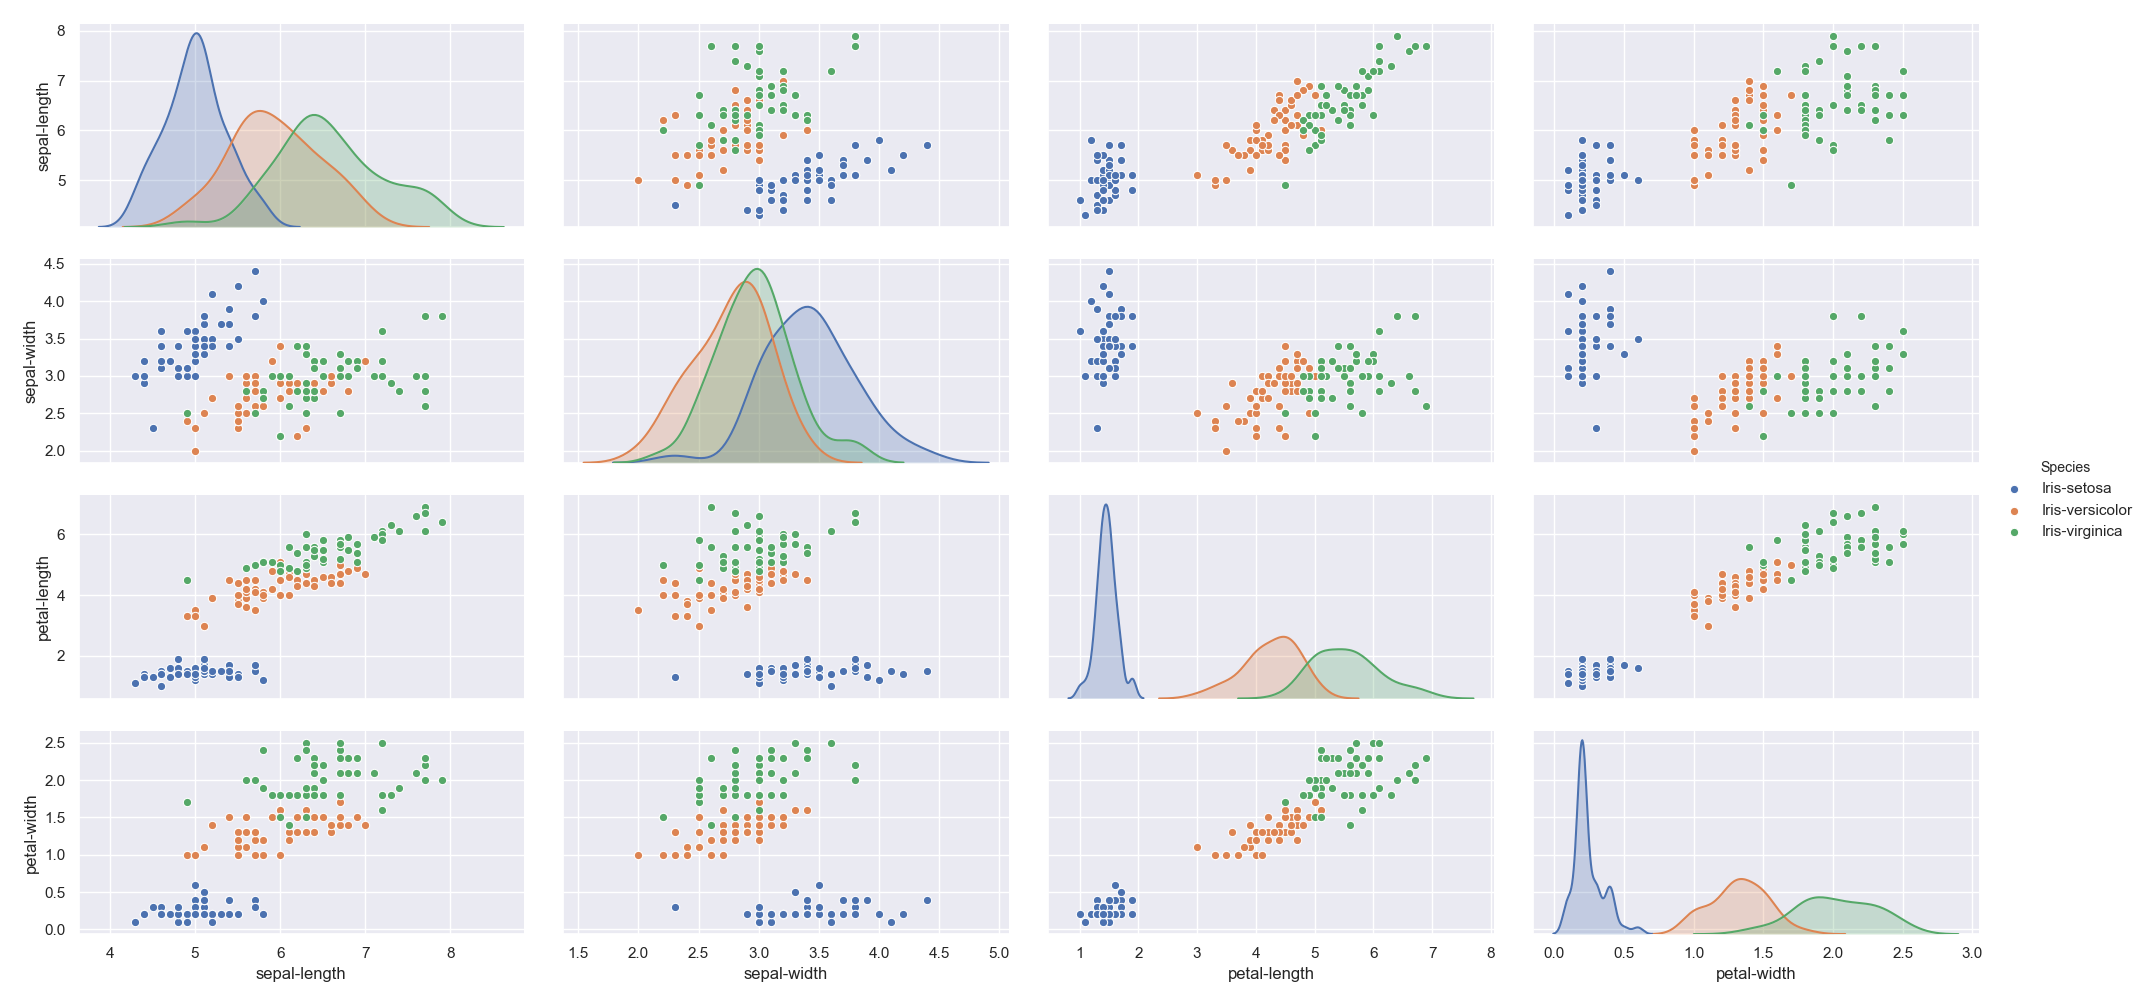 8
7
6
5
sepal-length
4.5
4.0
3.5
3.0
2.5
2.0
sepal-width
6
4
2
petal-length
2.5
2.0
1.5
1.0
0.5
0.0
petal-width
4 5 6 7 8
sepal-length
1.5 2.0 2.5 3.0 3.5 4.0 4.5 5.0
sepal-width
1 2 3 4 5 6 7 8
petal-length
0.0 0.5 1.0 1.5 2.0 2.5 3.0
petal-width
Species
Iris-setosa
Iris-versicolor
Iris-virginica